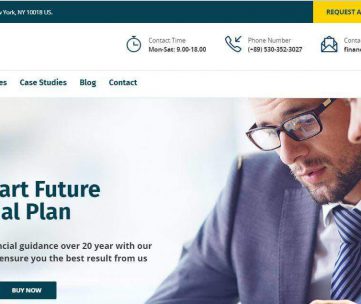 York, NY 10018 US.
REQUEST A
Contact Time
Mon-Sat: 9.00-18.00
Phone Number
(+89) 530-352-3027
Conta
finan
es
Case Studies
Blog
Contact
art Future
al Plan
ncial guidance over 20 year with our
ensure you the best result from us
BUY NOW